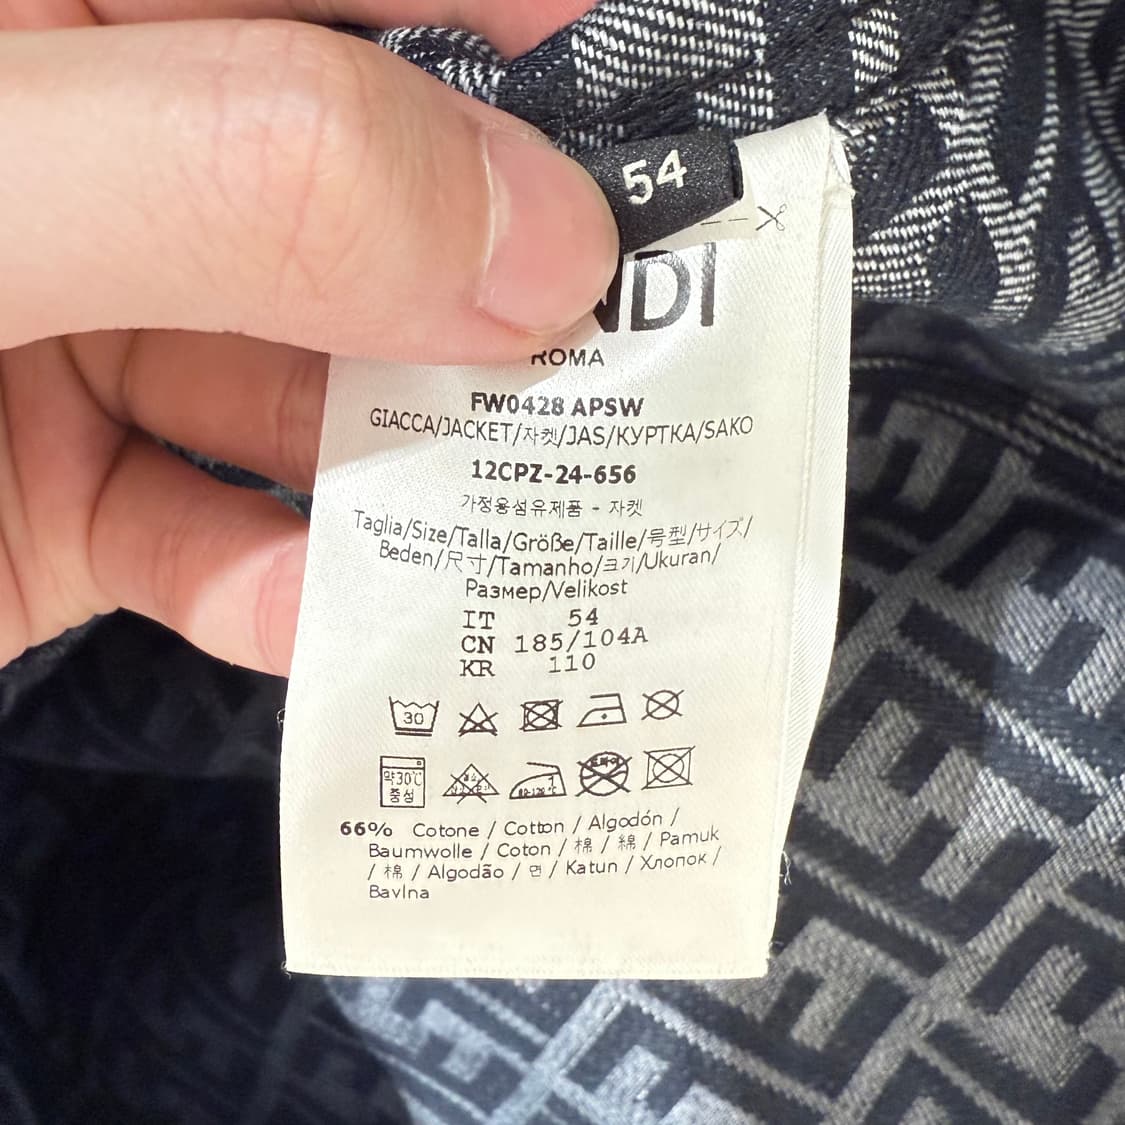 54
NDI
ROMA
FW0428 APSW
GIACCA/JACKET/자켓/JAS/КУРТКА/SAKO
12CPZ-24-656
가정용섬유제품 - 자켓
Taglia/Size/Talla/Größe/Taille/号型/サイズ/
Beden/尺寸/Tamanho/크기/Ukuran/
Размер/Velikost
IT 54
CN 185/104A
KR 110
30
약30℃
중성
80-120℃
66% Cotone / Cotton / Algodón /
Baumwolle / Coton / 棉 / 綿 / Pamuk
/ 棉 / Algodão / 면 / Katun / Хлопок /
Bavlna